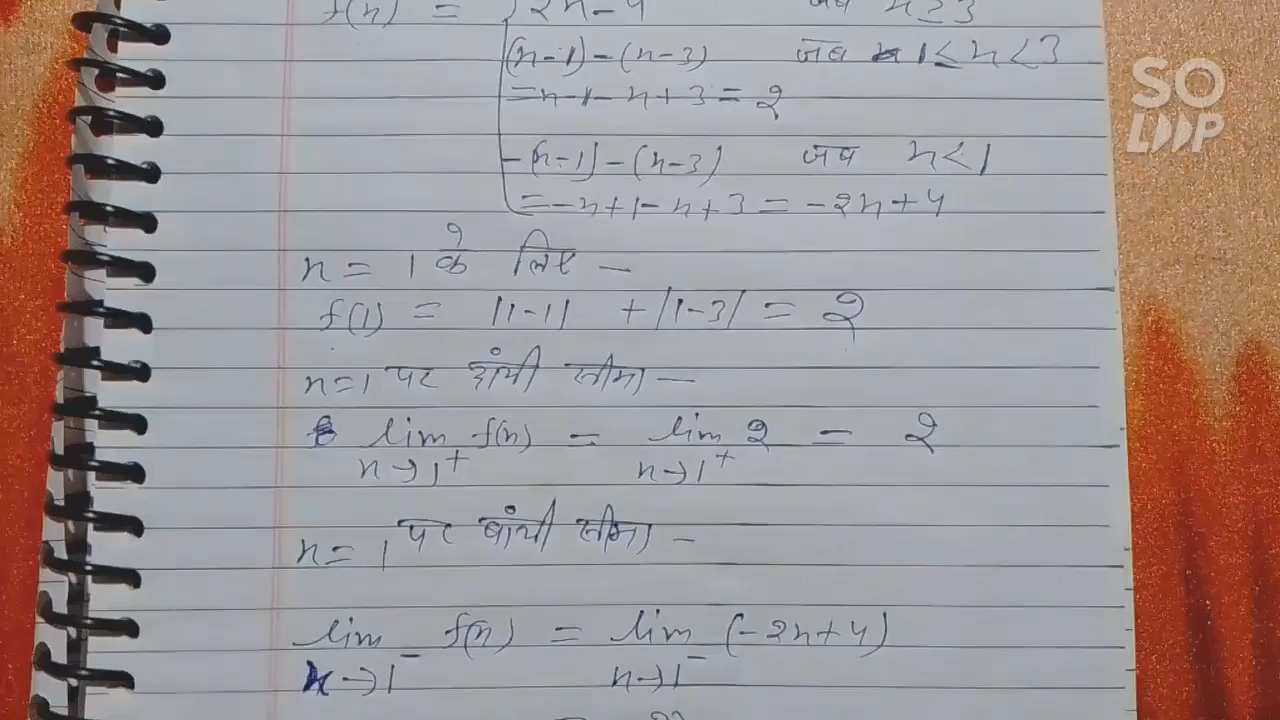 f(x) = { 2x-4 जब x≥3
(x-1)-(x-3) जब 1≤x<3
=x-1-x+3=2
-(x-1)-(x-3) जब x<1
=-x+1-x+3=-2x+4
x=1 के लिए -
f(1) = |1-1| +|1-3|= 2
x=1 पर दांयी सीमा -
lim f(x) = lim 2 = 2
x→1⁺ x→1⁺
x=1 पर बांयी सीमा -
lim f(x) = lim (-2x+4)
x→1⁻ x→1⁻
SO
LOOP